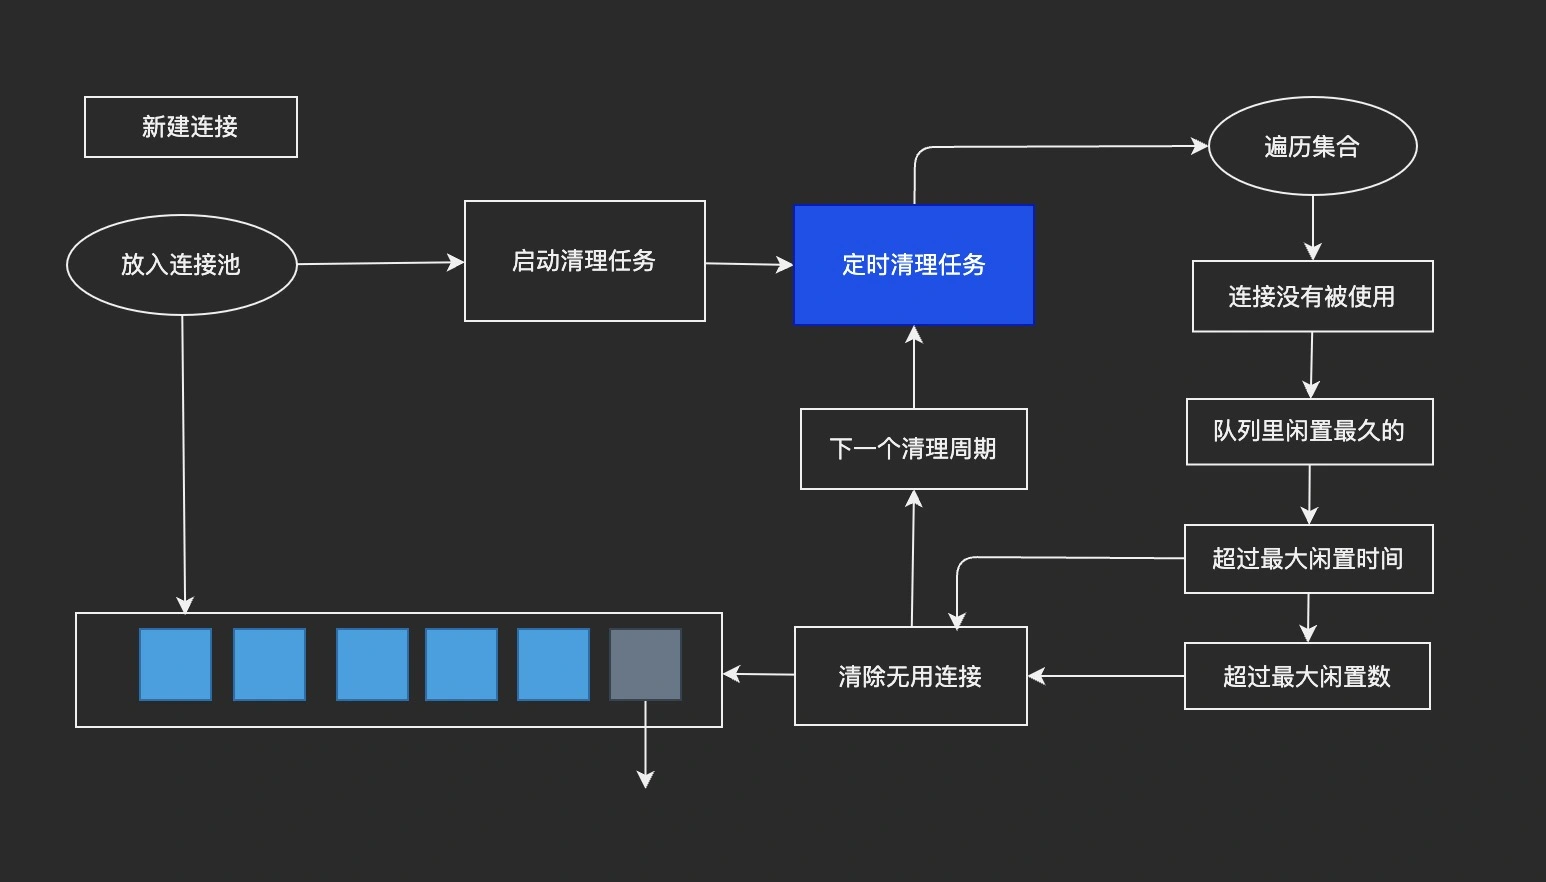 新建连接
放入连接池
启动清理任务
定时清理任务
遍历集合
连接没有被使用
队列里闲置最久的
超过最大闲置时间
超过最大闲置数
清除无用连接
下一个清理周期